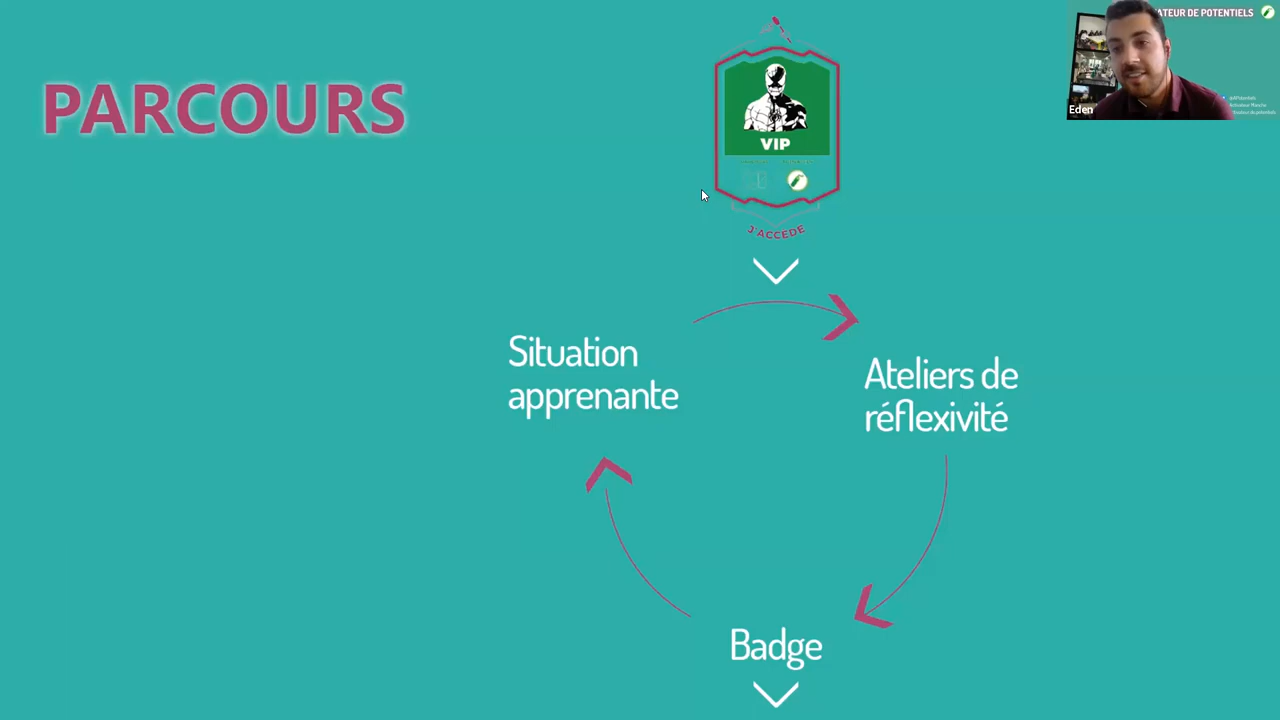 PARCOURS
VIP
J'ACCÈDE
Situation
apprenante
Ateliers de
réflexivité
Badge
ATEUR DE POTENTIELS
Eden